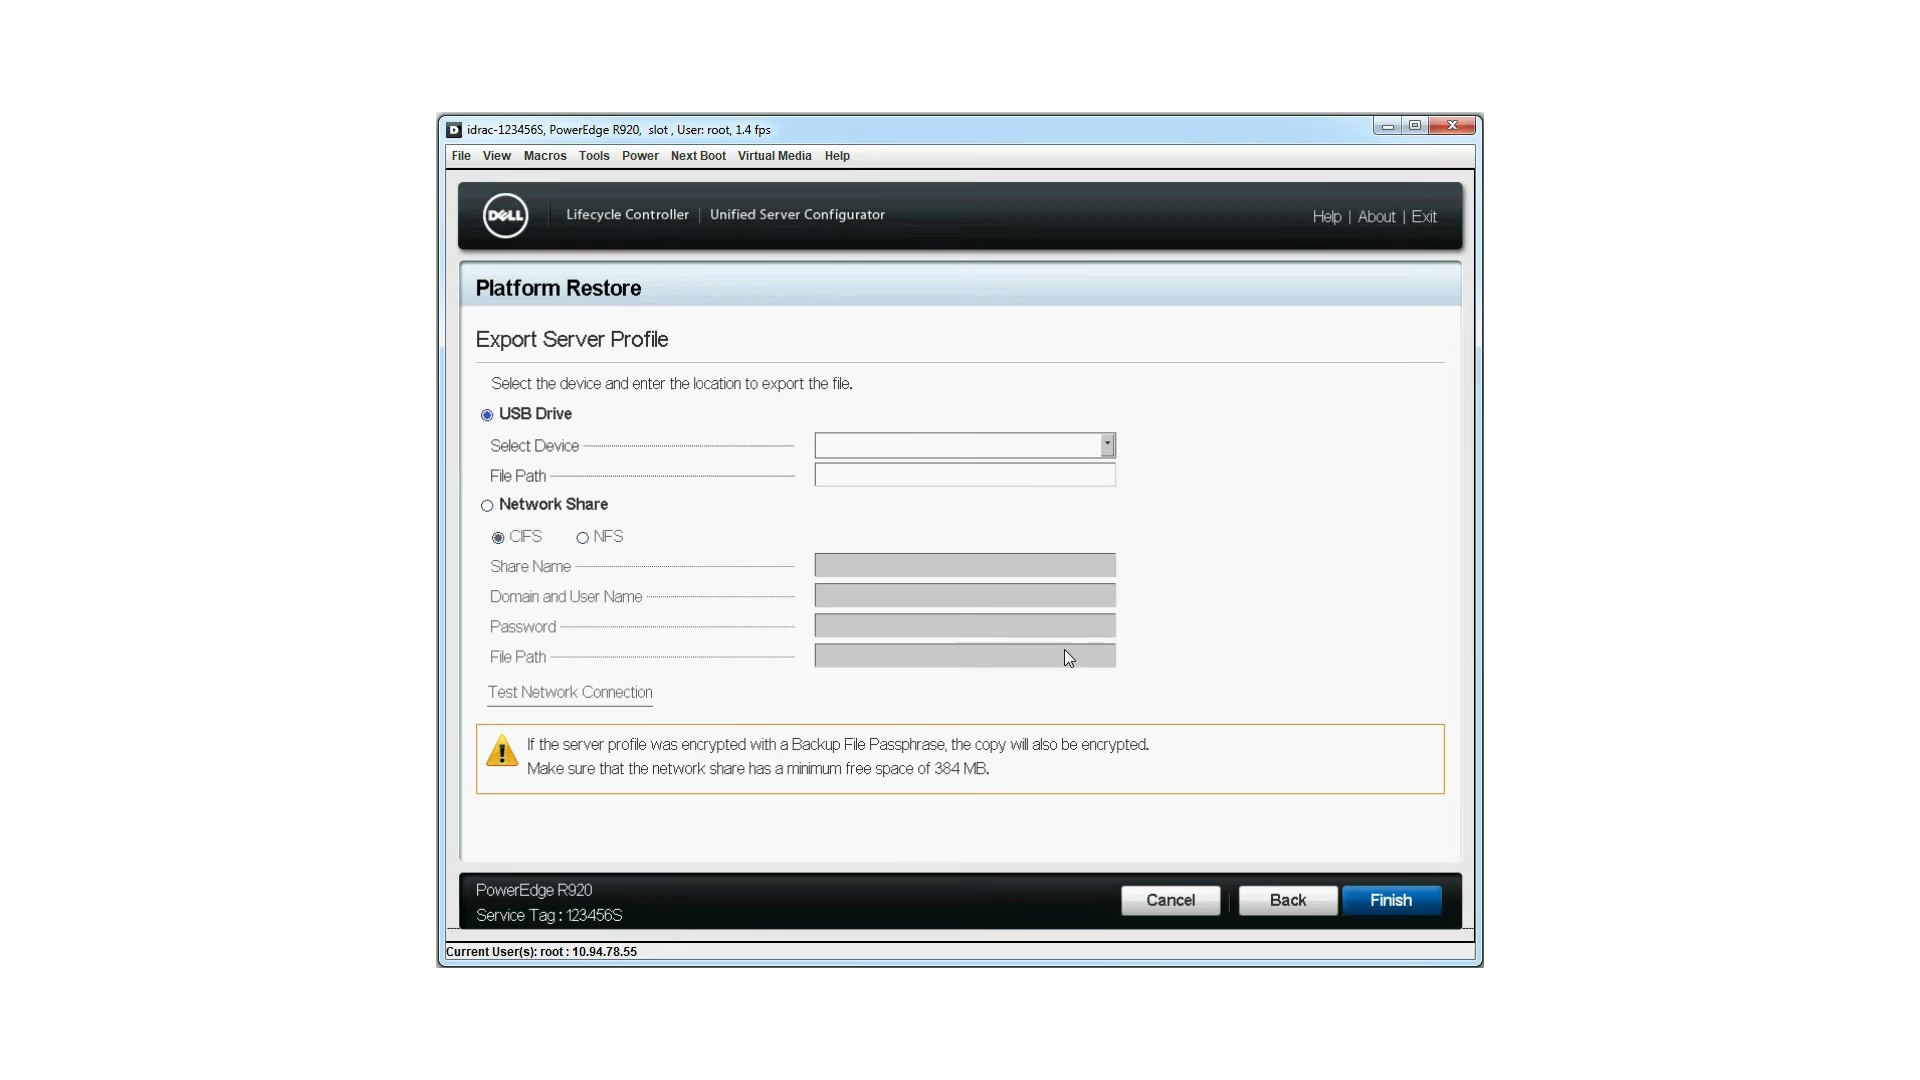 idrac-123456S, PowerEdge R920, slot , User: root, 1.4 fps
File View Macros Tools Power Next Boot Virtual Media Help
DELL Lifecycle Controller | Unified Server Configurator Help | About | Exit
Platform Restore
Export Server Profile
Select the device and enter the location to export the file.
USB Drive
Select Device
File Path
Network Share
CIFS NFS
Share Name
Domain and User Name
Password
File Path
Test Network Connection
If the server profile was encrypted with a Backup File Passphrase, the copy will also be encrypted.
Make sure that the network share has a minimum free space of 384 MB.
PowerEdge R920
Service Tag : 123456S
Cancel Back Finish
Current User(s): root : 10.94.78.55